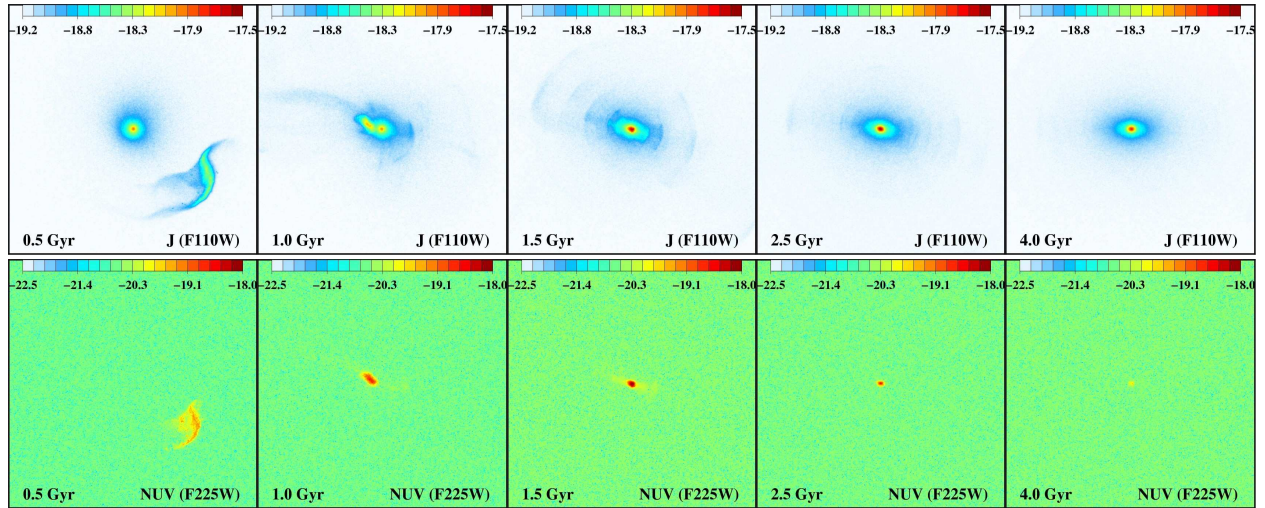 −19.2 −18.8 −18.3 −17.9 −17.5
−19.2 −18.8 −18.3 −17.9 −17.5
−19.2 −18.8 −18.3 −17.9 −17.5
−19.2 −18.8 −18.3 −17.9 −17.5
−19.2 −18.8 −18.3 −17.9 −17.5
0.5 Gyr J (F110W)
1.0 Gyr J (F110W)
1.5 Gyr J (F110W)
2.5 Gyr J (F110W)
4.0 Gyr J (F110W)
−22.5 −21.4 −20.3 −19.1 −18.0
−22.5 −21.4 −20.3 −19.1 −18.0
−22.5 −21.4 −20.3 −19.1 −18.0
−22.5 −21.4 −20.3 −19.1 −18.0
−22.5 −21.4 −20.3 −19.1 −18.0
0.5 Gyr NUV (F225W)
1.0 Gyr NUV (F225W)
1.5 Gyr NUV (F225W)
2.5 Gyr NUV (F225W)
4.0 Gyr NUV (F225W)